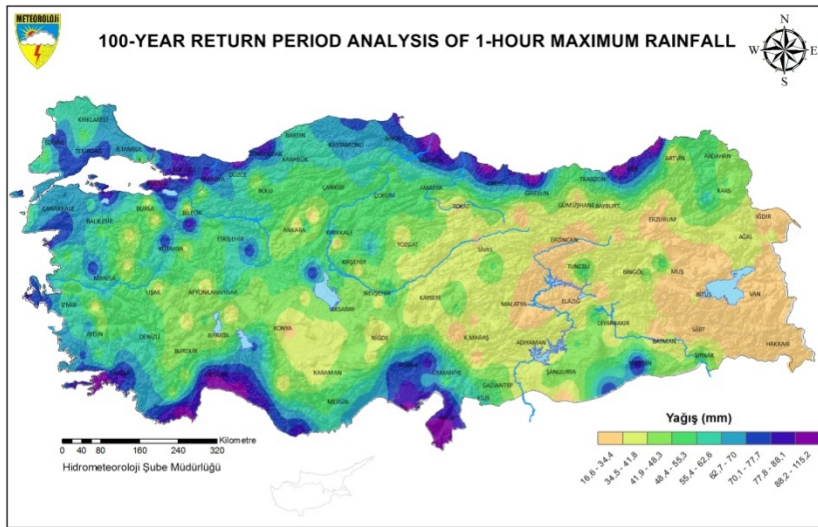 METEOROLOJİ
100-YEAR RETURN PERIOD ANALYSIS OF 1-HOUR MAXIMUM RAINFALL
N
W E
S
KIRKLARELİ
TEKİRDAĞ İSTANBUL
BARTIN
KASTAMONU
KARABÜK
DÜZCE
BOLU
ÇANKIRI
ÇORUM
AMASYA
TOKAT
GİRESUN
TRABZON
GÜMÜŞHANE
BAYBURT
ARTVİN
ARDAHAN
KARS
IĞDIR
AĞRI
ERZURUM
ERZİNCAN
ÇANAKKALE
BALIKESİR
BURSA
BİLECİK
ESKİŞEHİR
KÜTAHYA
ANKARA
KIRIKKALE
YOZGAT
SİVAS
TUNCELİ
BİNGÖL
MUŞ
KIRŞEHİR
NEVŞEHİR
KAYSERİ
MALATYA
ELAZIĞ
BİTLİS
VAN
MANİSA
UŞAK
AFYONKARAHİSAR
AKSARAY
İZMİR
AYDIN
DENİZLİ
ISPARTA
BURDUR
KONYA
NİĞDE
K.MARAŞ
ADIYAMAN
DİYARBAKIR
BATMAN
SİİRT
ŞIRNAK
HAKKARİ
KARAMAN
MERSİN
OSMANİYE
GAZİANTEP
KİLİS
ŞANLIURFA
Yağış (mm)
16,6 - 34,4
34,5 - 41,8
41,9 - 48,3
48,4 - 55,3
55,4 - 62,6
62,7 - 70
70,1 - 77,7
77,8 - 88,1
88,2 - 115,2
0 40 80 160 240 320 Kilometre
Hidrometeoroloji Şube Müdürlüğü